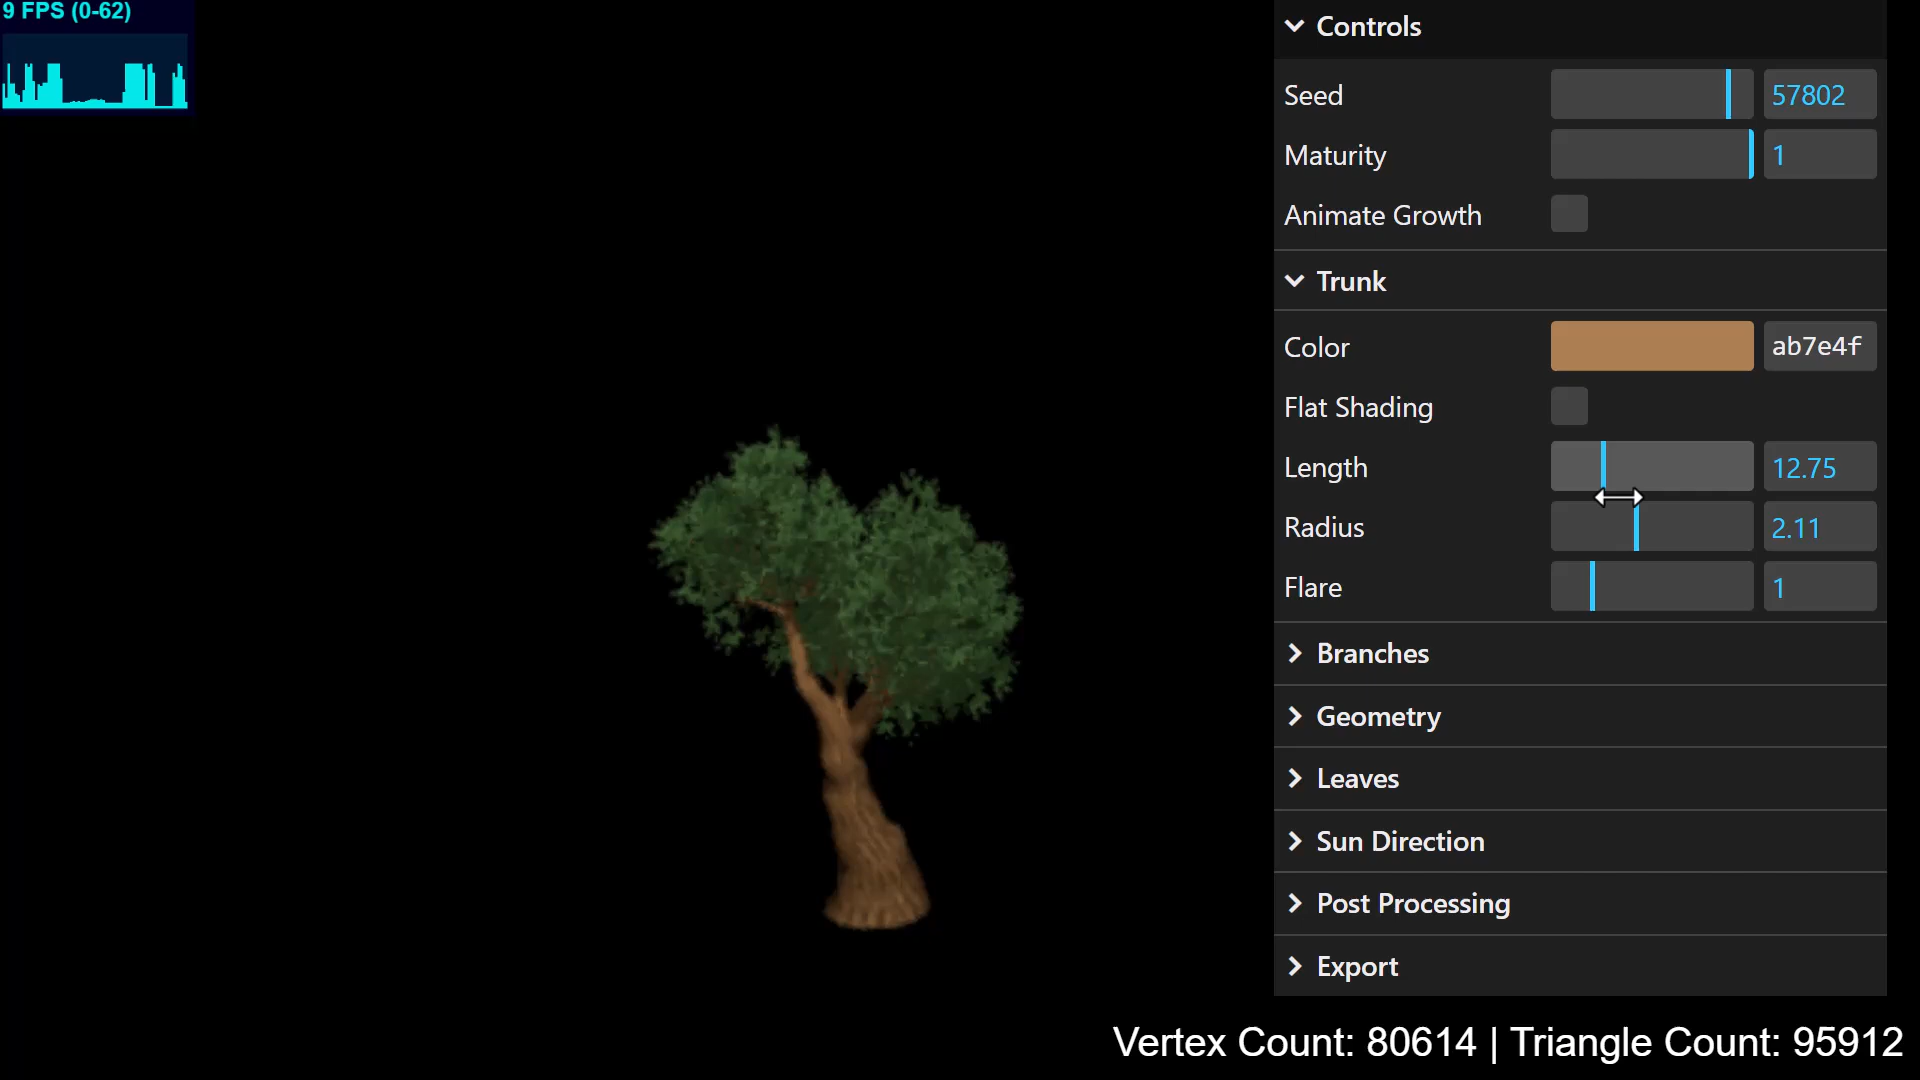 9 FPS (0-62)
Controls
Seed 57802
Maturity 1
Animate Growth
Trunk
Color ab7e4f
Flat Shading
Length 12.75
Radius 2.11
Flare 1
Branches
Geometry
Leaves
Sun Direction
Post Processing
Export
Vertex Count: 80614 | Triangle Count: 95912